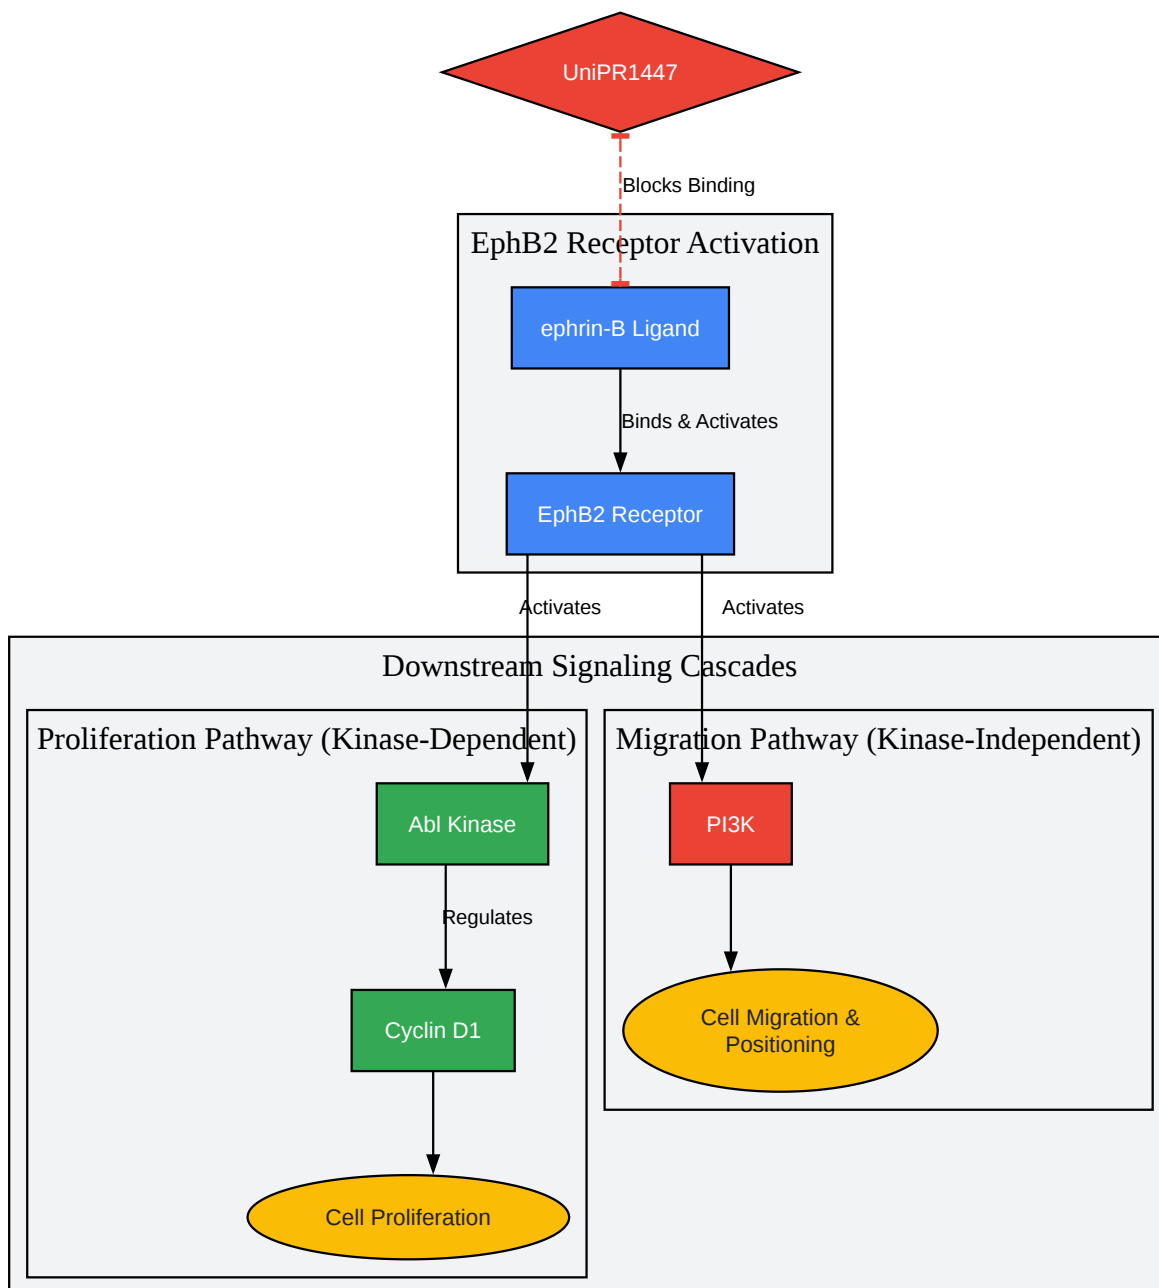 UniPR1447
Blocks Binding
EphB2 Receptor Activation
ephrin-B Ligand
Binds & Activates
EphB2 Receptor
Activates
Activates
Downstream Signaling Cascades
Proliferation Pathway (Kinase-Dependent)
Migration Pathway (Kinase-Independent)
Abl Kinase
PI3K
Regulates
Cyclin D1
Cell Migration &
Positioning
Cell Proliferation